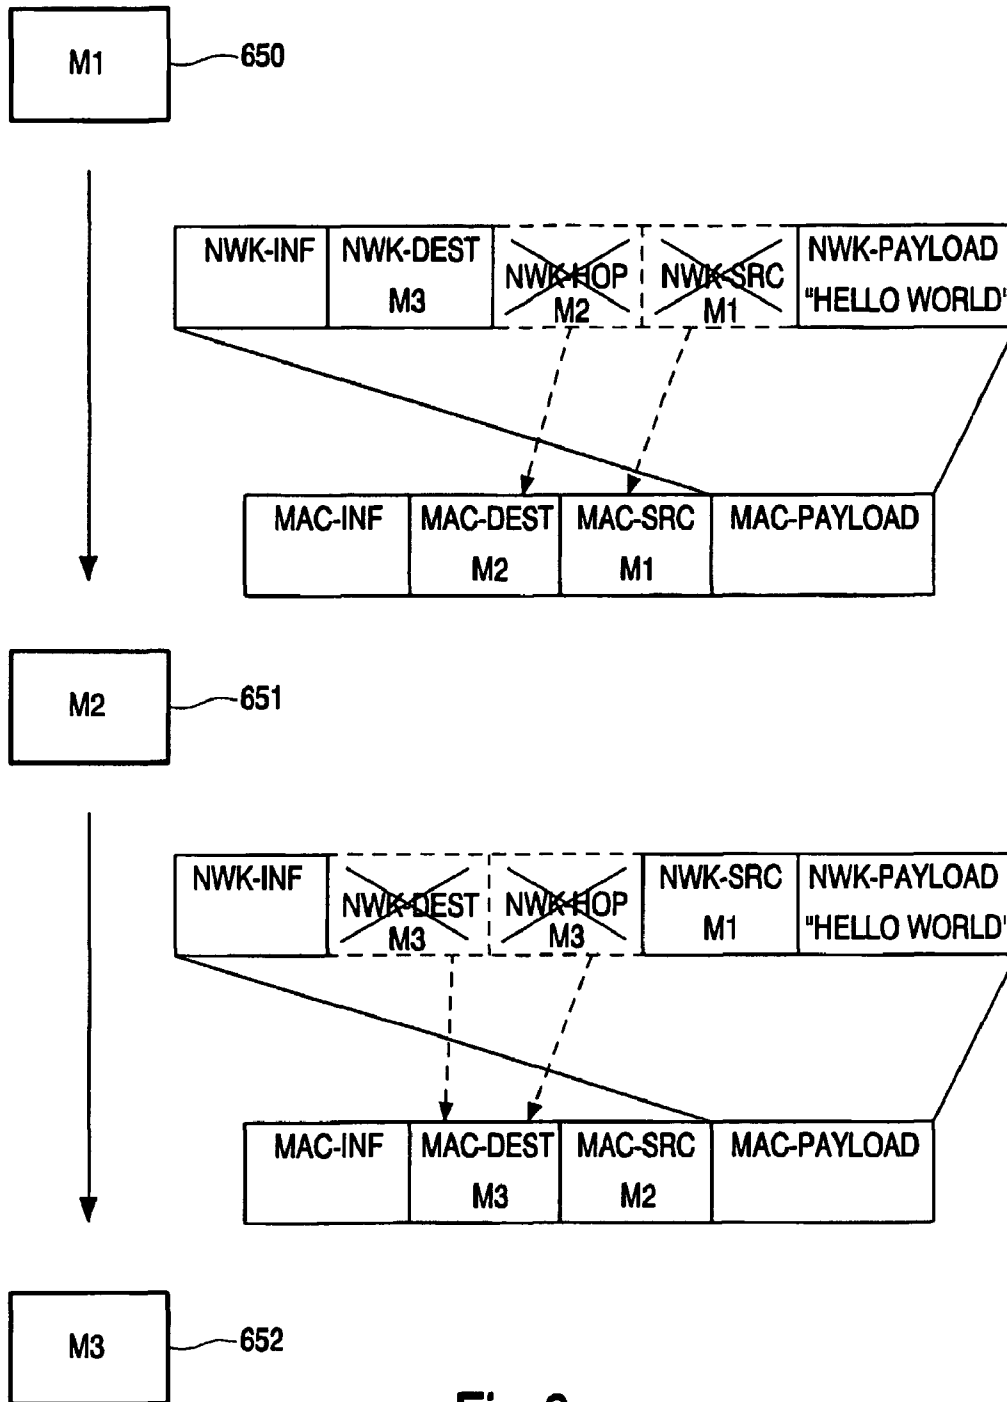 M1
650
NWK-INF NWK-DEST NWK-HOP NWK-SRC NWK-PAYLOAD
M3 M2 M1 "HELLO WORLD"
MAC-INF MAC-DEST MAC-SRC MAC-PAYLOAD
M2 M1
M2
651
NWK-INF NWK-DEST NWK-HOP NWK-SRC NWK-PAYLOAD
M3 M3 M1 "HELLO WORLD"
MAC-INF MAC-DEST MAC-SRC MAC-PAYLOAD
M3 M2
M3
652